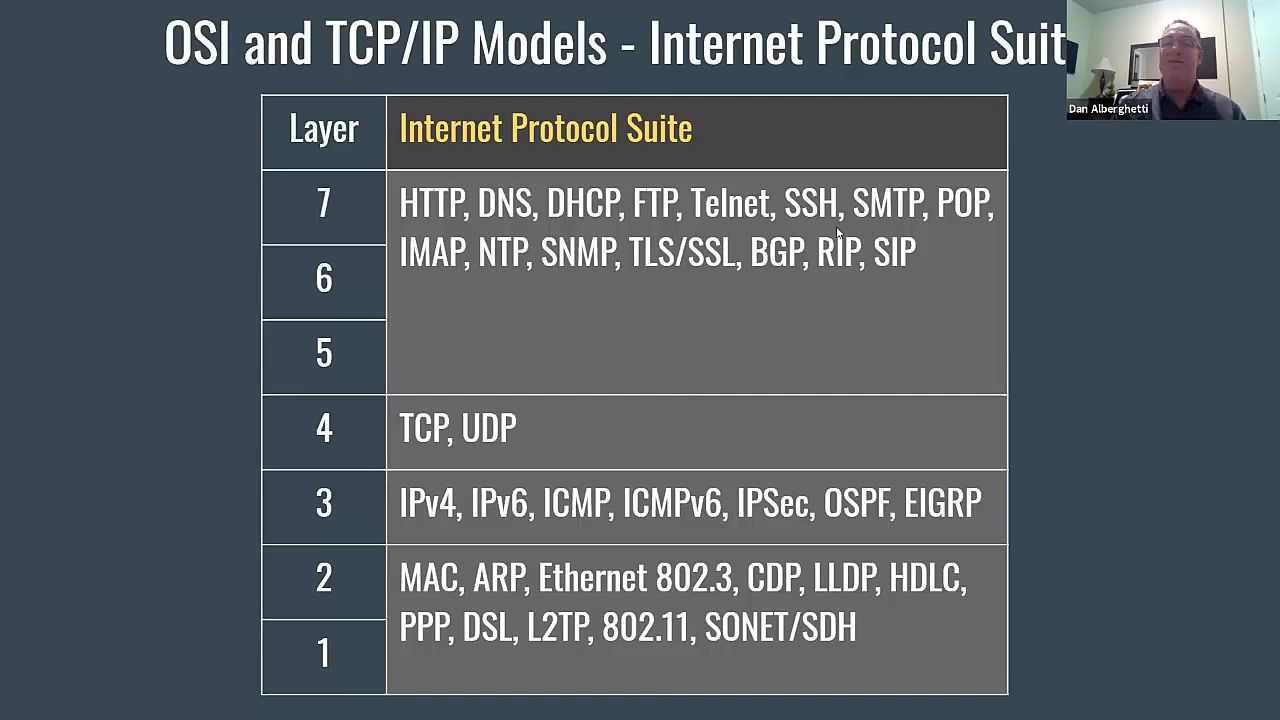 OSI and TCP/IP Models - Internet Protocol Suit
Dan Alberghetti
Layer
Internet Protocol Suite
7
HTTP, DNS, DHCP, FTP, Telnet, SSH, SMTP, POP,
IMAP, NTP, SNMP, TLS/SSL, BGP, RIP, SIP
6
5
4
TCP, UDP
3
IPv4, IPv6, ICMP, ICMPv6, IPSec, OSPF, EIGRP
2
MAC, ARP, Ethernet 802.3, CDP, LLDP, HDLC,
PPP, DSL, L2TP, 802.11, SONET/SDH
1